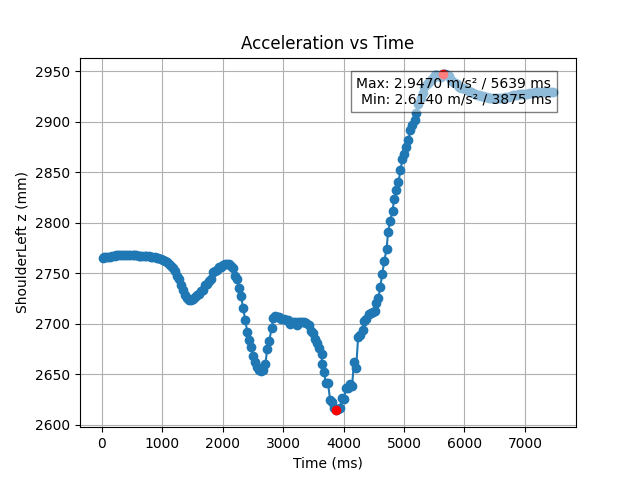 Acceleration vs Time
Max: 2.9470 m/s² / 5639 ms
Min: 2.6140 m/s² / 3875 ms
ShoulderLeft z (mm)
2950
2900
2850
2800
2750
2700
2650
2600
0 1000 2000 3000 4000 5000 6000 7000
Time (ms)